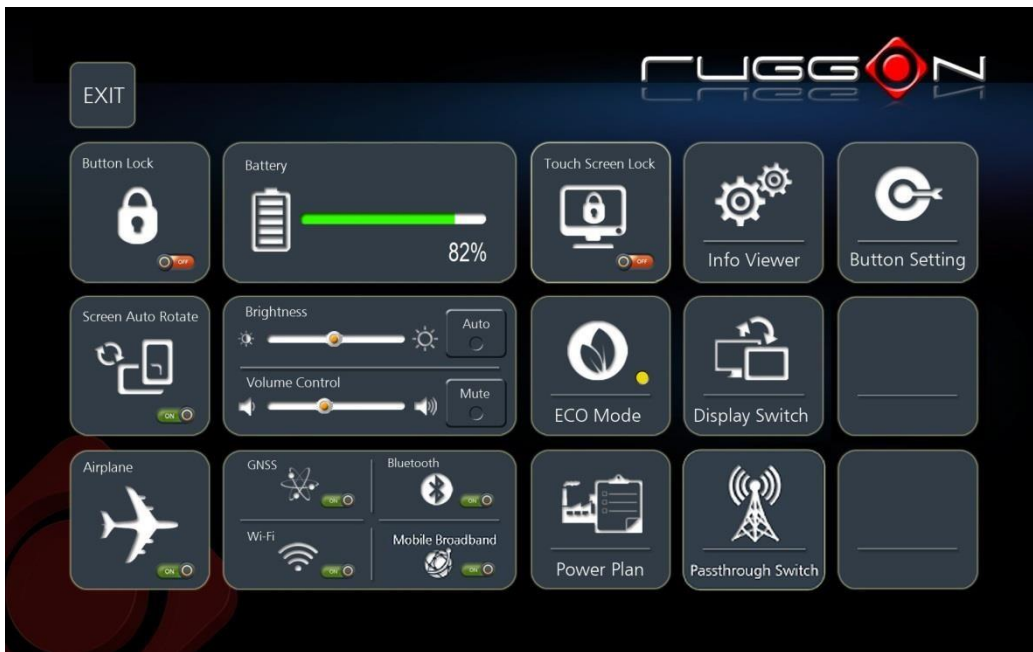 RUGGON
EXIT
Button Lock
OFF
Battery
82%
Touch Screen Lock
OFF
Info Viewer
Button Setting
Screen Auto Rotate
ON
Brightness
Auto
Volume Control
Mute
ECO Mode
Display Switch
Airplane
ON
GNSS
ON
Bluetooth
ON
Wi-Fi
ON
Mobile Broadband
ON
Power Plan
Passthrough Switch